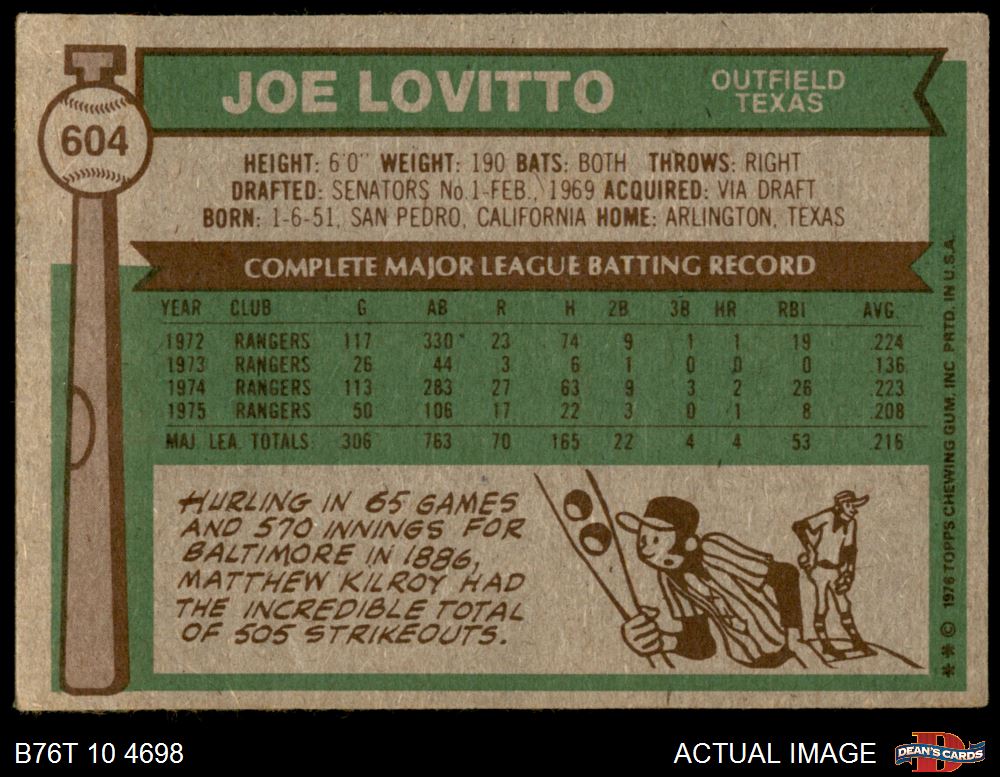 604
JOE LOVITTO
OUTFIELD
TEXAS
HEIGHT: 6'0" WEIGHT: 190 BATS: BOTH THROWS: RIGHT
DRAFTED: SENATORS No.1-FEB., 1969 ACQUIRED: VIA DRAFT
BORN: 1-6-51, SAN PEDRO, CALIFORNIA HOME: ARLINGTON, TEXAS
COMPLETE MAJOR LEAGUE BATTING RECORD
YEAR CLUB G AB R H 2B 3B HR RBI AVG.
1972 RANGERS 117 330 23 74 9 1 1 19 .224
1973 RANGERS 26 44 3 6 1 0 0 0 .136
1974 RANGERS 113 283 27 63 9 3 2 26 .223
1975 RANGERS 50 106 17 22 3 0 1 8 .208
MAJ. LEA. TOTALS 306 763 70 165 22 4 4 53 .216
HURLING IN 65 GAMES
AND 570 INNINGS FOR
BALTIMORE IN 1886,
MATTHEW KILROY HAD
THE INCREDIBLE TOTAL
OF 505 STRIKEOUTS.
** © 1976 TOPPS CHEWING GUM, INC. PRTD. IN U.S.A.
B76T 10 4698
ACTUAL IMAGE
D
DEAN'S CARDS